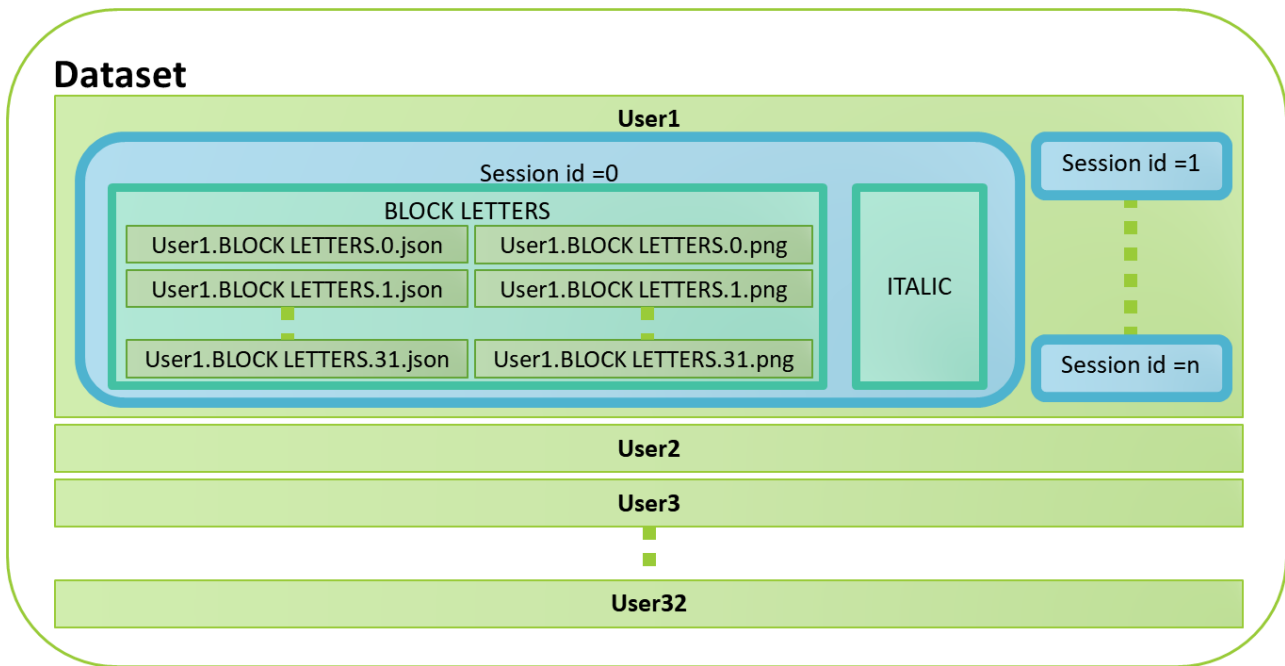 Dataset
User1
Session id =0
Session id =1
BLOCK LETTERS
User1.BLOCK LETTERS.0.json
User1.BLOCK LETTERS.0.png
User1.BLOCK LETTERS.1.json
User1.BLOCK LETTERS.1.png
ITALIC
User1.BLOCK LETTERS.31.json
User1.BLOCK LETTERS.31.png
Session id =n
User2
User3
User32